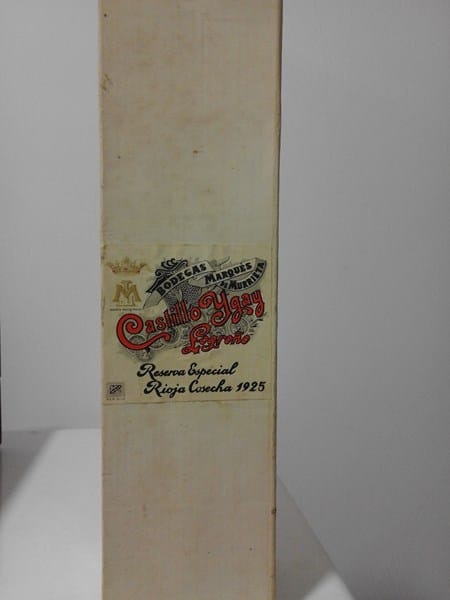 BODEGAS MARQUÉS
DE MURRIETA
Castillo Ygay
Logroño
Reserva Especial
Rioja Cosecha 1925